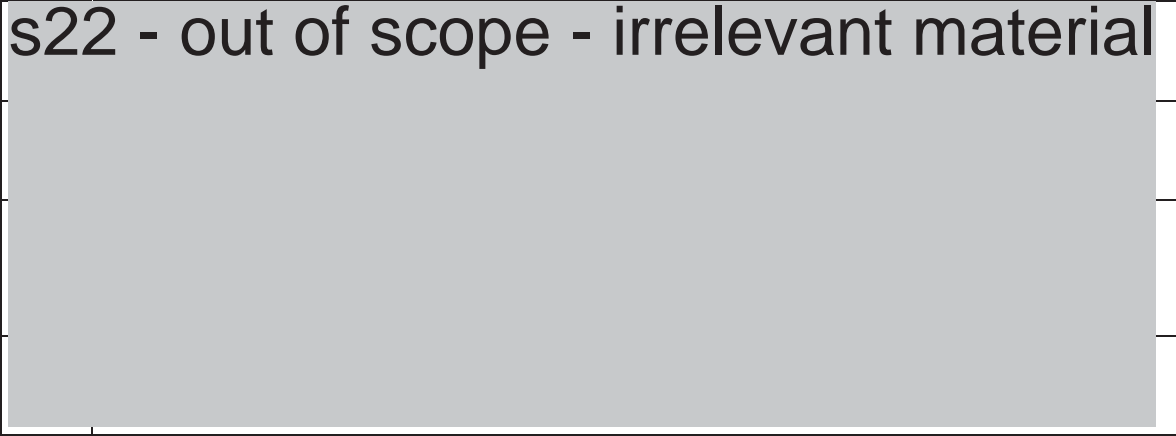 s22 - out of scope - irrelevant material